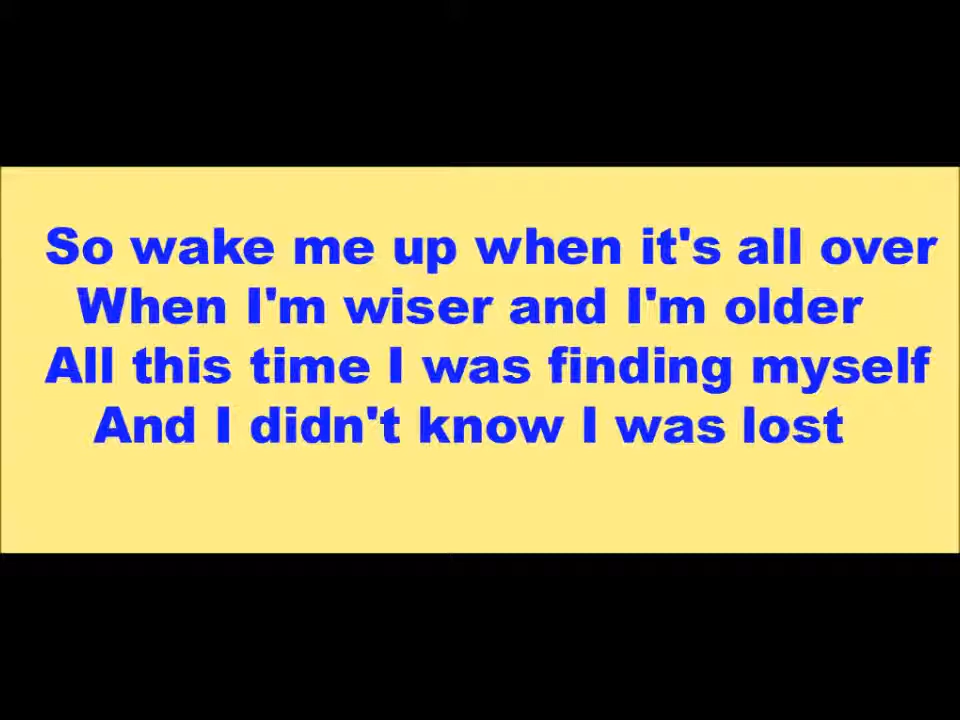 So wake me up when it's all over
When I'm wiser and I'm older
All this time I was finding myself
And I didn't know I was lost